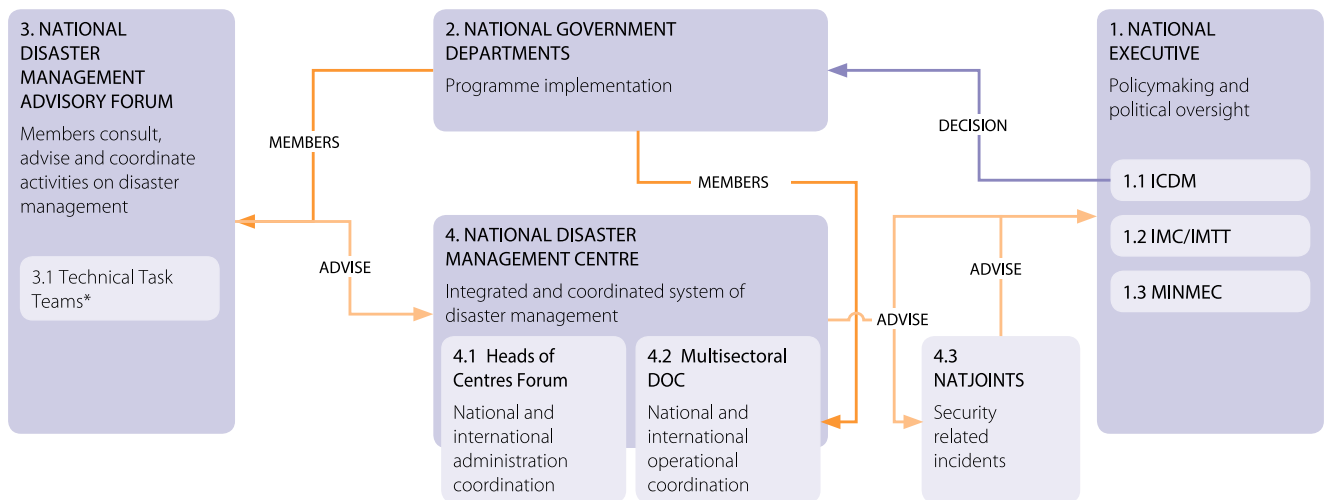 3. NATIONAL
DISASTER
MANAGEMENT
ADVISORY FORUM
Members consult,
advise and coordinate
activities on disaster
management
3.1 Technical Task
Teams*
MEMBERS
ADVISE
2. NATIONAL GOVERNMENT
DEPARTMENTS
Programme implementation
MEMBERS
4. NATIONAL DISASTER
MANAGEMENT CENTRE
Integrated and coordinated system of
disaster management
4.1 Heads of
Centres Forum
National and
international
administration
coordination
4.2 Multisectoral
DOC
National and
international
operational
coordination
DECISION
ADVISE
ADVISE
4.3
NATJOINTS
Security
related
incidents
1. NATIONAL
EXECUTIVE
Policymaking and
political oversight
1.1 ICDM
1.2 IMC/IMTT
1.3 MINMEC